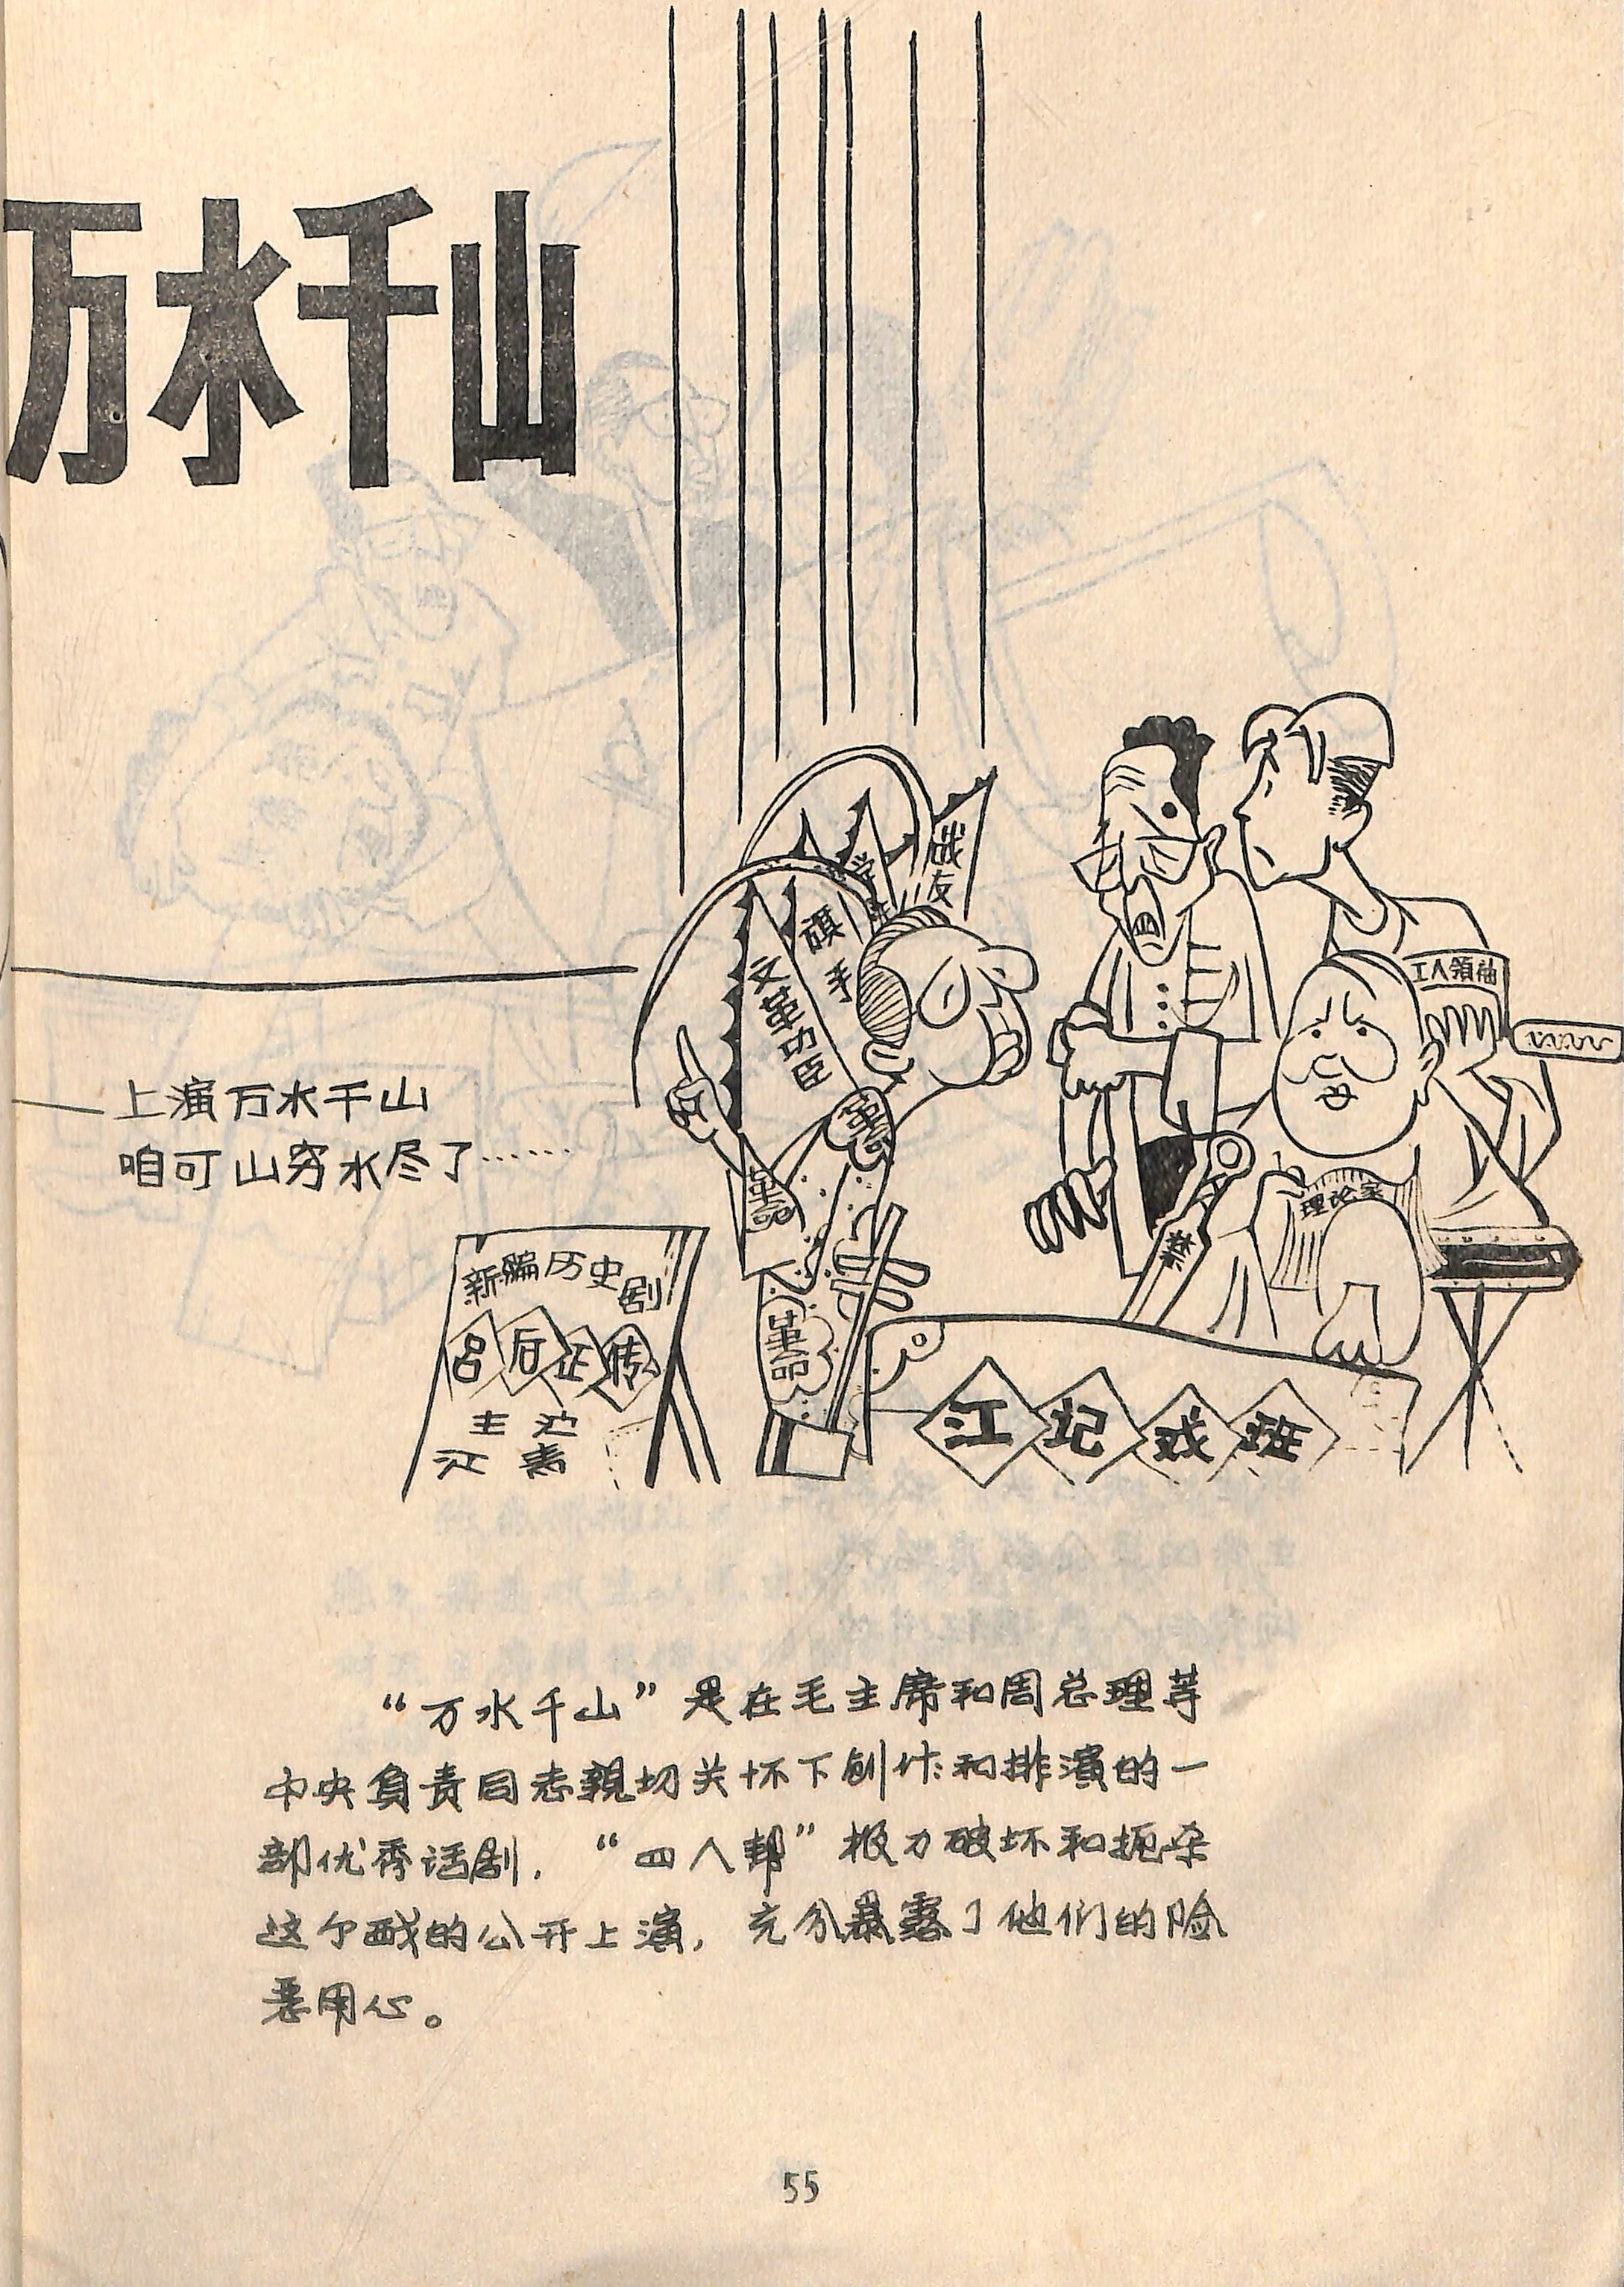 万水千山
战友
旗手
文革功臣
革命
革命
革命
工人領袖
理论家
上演万水千山
咱可山穷水尽了……
新编历史剧
吕后正传
主 边
江 青
江记戏班
“万水千山”是在毛主席和周总理等
中央負责同志親切关怀下创作和排演的一
部优秀话剧，“四人帮”极力破坏和扼杀
这个戏的公开上演，充分暴露了他们的险
恶用心。
55